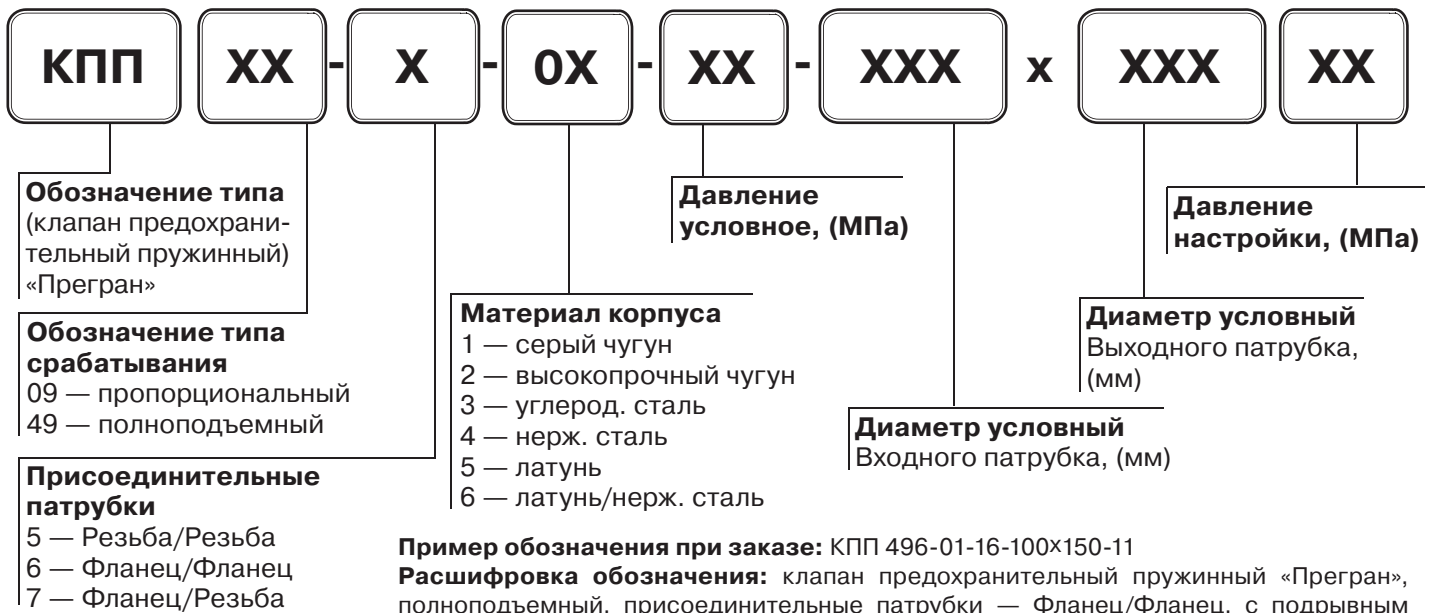 КПП XX - X - 0X - XX - XXX x XXX XX
Обозначение типа
(клапан предохрани-
тельный пружинный)
«Прегран»
Обозначение типа
срабатывания
09 — пропорциональный
49 — полноподъемный
Присоединительные
патрубки
5 — Резьба/Резьба
6 — Фланец/Фланец
7 — Фланец/Резьба
Материал корпуса
1 — серый чугун
2 — высокопрочный чугун
3 — углерод. сталь
4 — нерж. сталь
5 — латунь
6 — латунь/нерж. сталь
Давление
условное, (МПа)
Диаметр условный
Входного патрубка, (мм)
Диаметр условный
Выходного патрубка,
(мм)
Давление
настройки, (МПа)
Пример обозначения при заказе: КПП 496-01-16-100x150-11
Расшифровка обозначения: клапан предохранительный пружинный «Прегран»,
полноподъемный, присоединительные патрубки — Фланец/Фланец, с подрывным